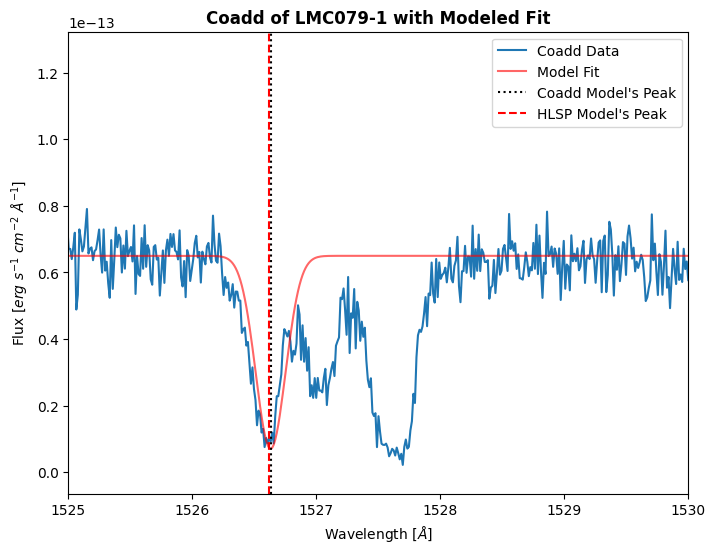 Coadd of LMC079-1 with Modeled Fit
1e−13
Coadd Data
Model Fit
Coadd Model's Peak
HLSP Model's Peak
1.2
1.0
0.8
0.6
0.4
0.2
0.0
Flux [erg s⁻¹ cm⁻² Å⁻¹]
1525 1526 1527 1528 1529 1530
Wavelength [Å]